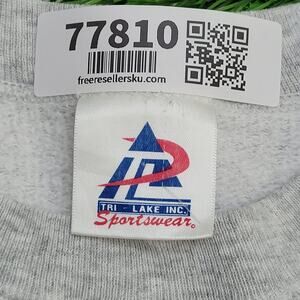 77810
freeresellersku.com
TRI - LAKE INC.
Sportswear